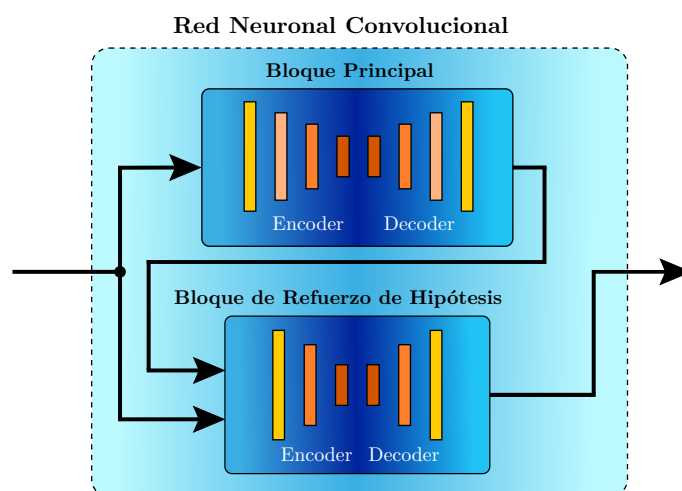 Red Neuronal Convolucional
Bloque Principal
Encoder Decoder
Bloque de Refuerzo de Hipótesis
Encoder Decoder